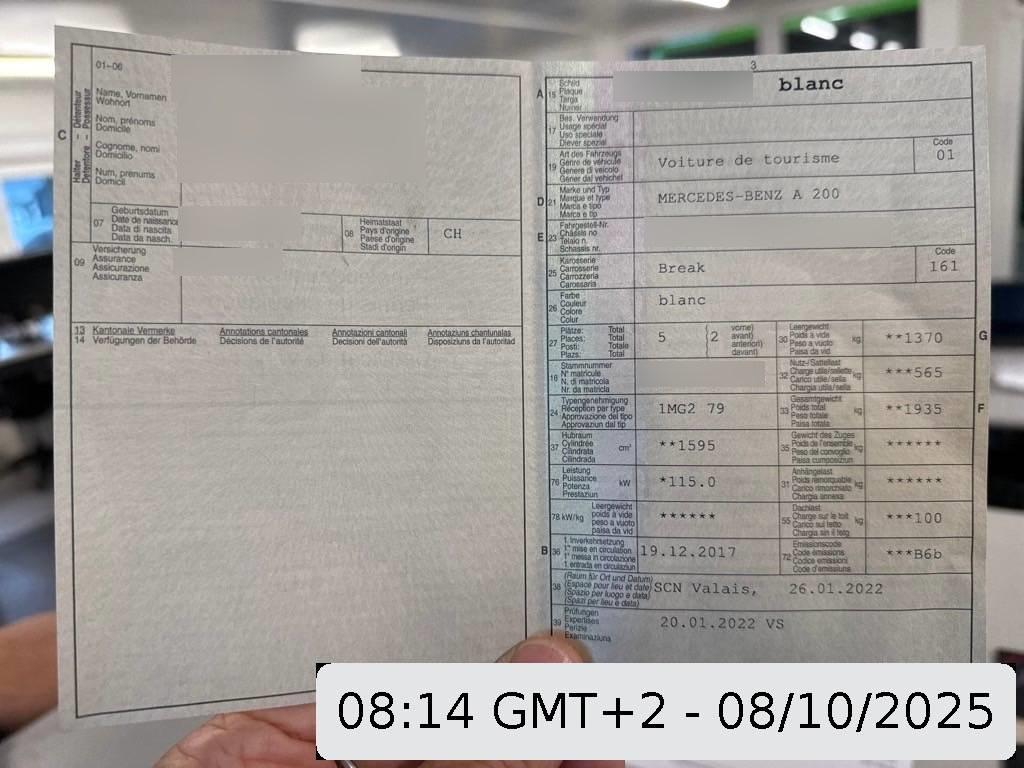 01-06
Halter – Détenteur
Detentore – Possessur
C
Name, Vornamen
Wohnort
Nom, prénoms
Domicile
Cognome, nomi
Domicilio
Num, prenums
Domicil
07
Geburtsdatum
Date de naissance
Data di nascita
Data da nasch.
08
Heimatstaat
Pays d'origine
Paese d'origine
Stadi d'origin
CH
09
Versicherung
Assurance
Assicurazione
Assicuranza
13
14
Kantonale Vermerke
Verfügungen der Behörde
Annotations cantonales
Décisions de l'autorité
Annotazioni cantonali
Decisioni dell'autorità
Annotaziuns chantunalas
Disposiziuns da l'autoritad
3
A
15
Schild
Plaque
Targa
Numer
blanc
17
Bes. Verwendung
Usage spécial
Uso speciale
Diever spezial
19
Art des Fahrzeugs
Genre de véhicule
Genere di veicolo
Gener dal vehichel
Voiture de tourisme
Code
01
D
21
Marke und Typ
Marque et type
Marca e tipo
Marca e tip
MERCEDES-BENZ A 200
E
23
Fahrgestell-Nr.
Châssis no
Telaio n.
Schassis nr.
25
Karosserie
Carrosserie
Carrozzeria
Carossaria
Break
Code
161
26
Farbe
Couleur
Colore
Colur
blanc
27
Plätze: Total
Places: Total
Posti: Totale
Plazs: Total
5
2
vorne)
avant)
anteriori)
davant)
30
Leergewicht
Poids à vide
Peso a vuoto
Paisa da vid
kg
**1370
G
18
Stammnummer
N° matricule
N. di matricola
Nr. da matricla
32
Nutz-/Sattellast
Charge utile/sellette
Carico utile/sella
Chargia utila/sella
kg
***565
24
Typengenehmigung
Réception par type
Approvazione del tipo
Approvaziun dal tip
1MG2 79
33
Gesamtgewicht
Poids total
Peso totale
Paisa totala
kg
**1935
F
37
Hubraum
Cylindrée
Cilindrata
Cilindrada
cm³
**1595
35
Gewicht des Zuges
Poids de l'ensemble
Peso del convoglio
Paisa cumposiziun
kg
******
76
Leistung
Puissance
Potenza
Prestaziun
kW
*115.0
31
Anhängelast
Poids remorquable
Carico rimorchiato
Chargia annexa
kg
******
78 kW/kg
Leergewicht
poids à vide
peso a vuoto
paisa da vid
******
55
Dachlast
Charge sur le toit
Carico sul tetto
Chargia sin il tetg
kg
***100
B
36
1. Inverkehrsetzung
1re mise en circulation
1a messa in circolazione
1. entrada en circulaziun
19.12.2017
72
Emissionscode
Code émissions
Codice emissioni
Code d'emissiuns
***B6b
38
(Raum für Ort und Datum)
(Espace pour lieu et date)
(Spazio per luogo e data)
(Spazi per lieu e data)
SCN Valais, 26.01.2022
39
Prüfungen
Expertises
Perizie
Examinaziuns
20.01.2022 VS
08:14 GMT+2 - 08/10/2025